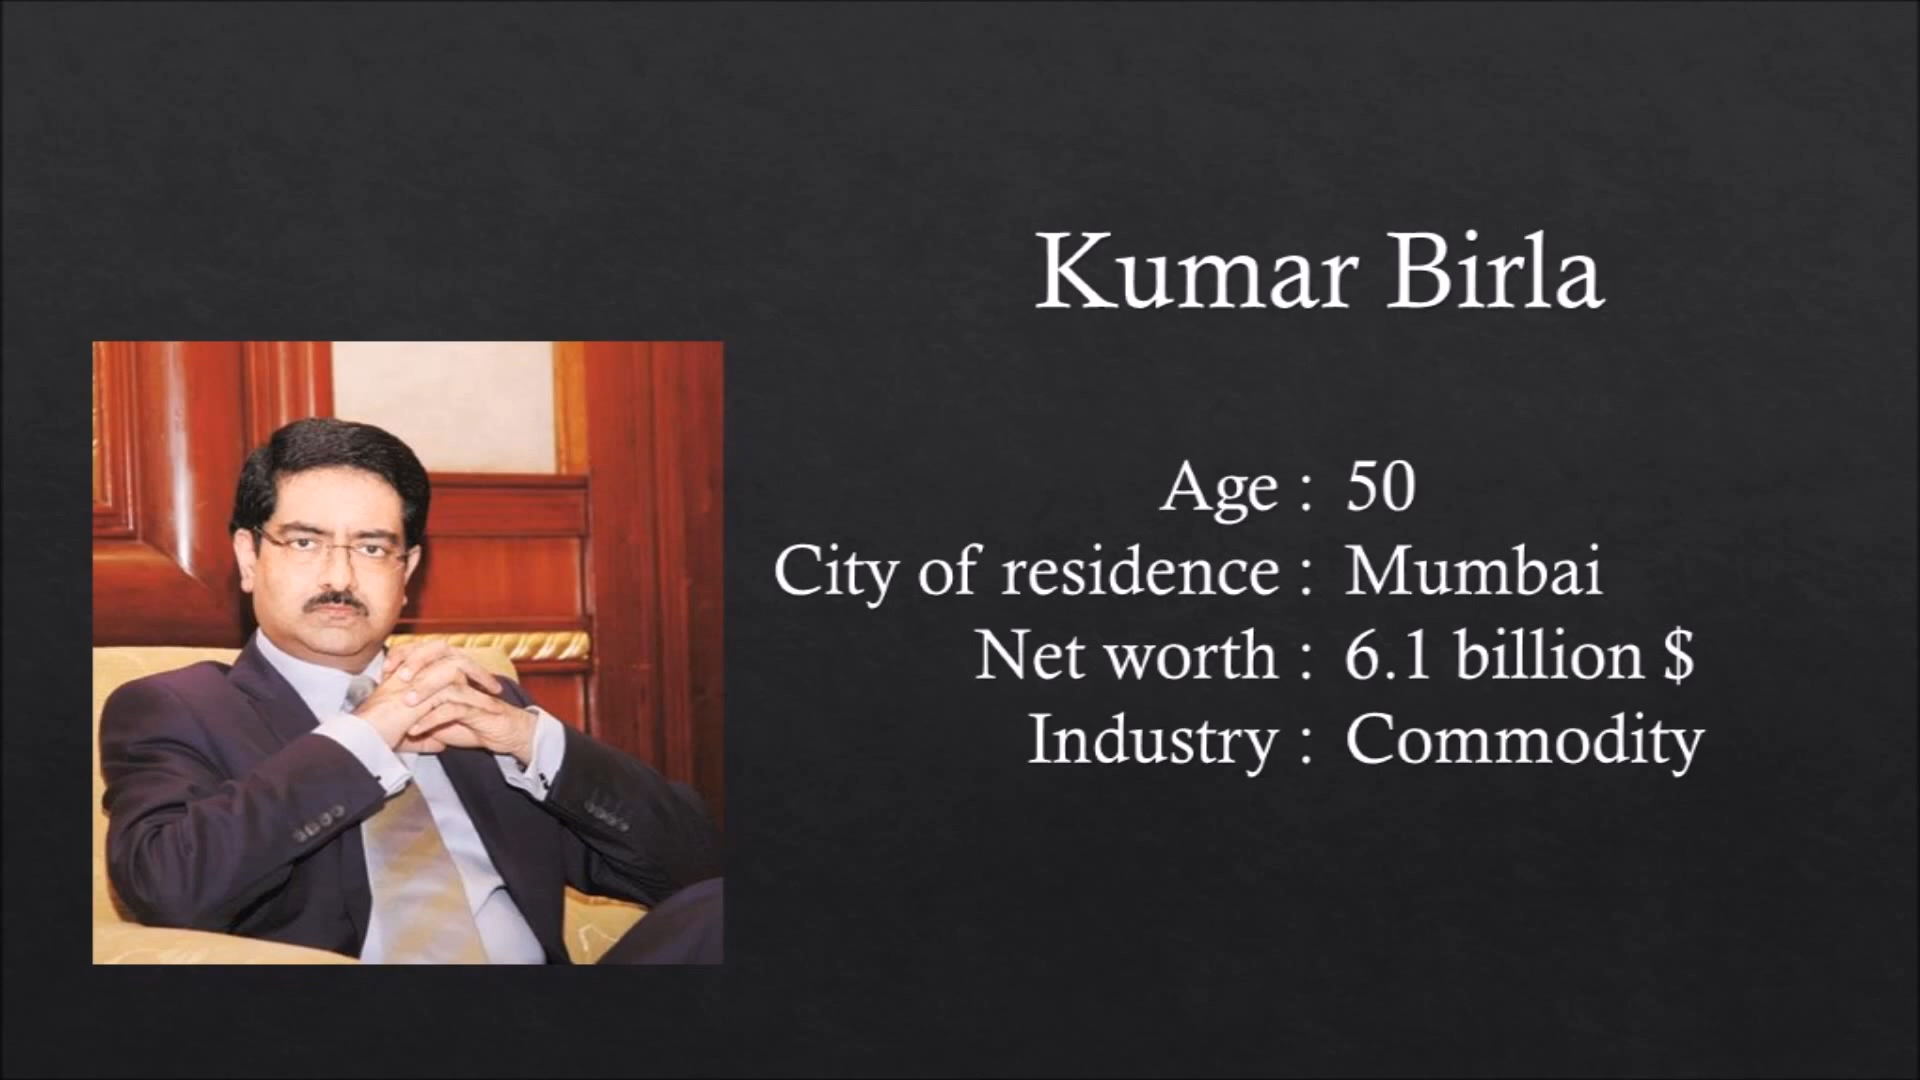 Kumar Birla
Age : 50
City of residence : Mumbai
Net worth : 6.1 billion $
Industry : Commodity